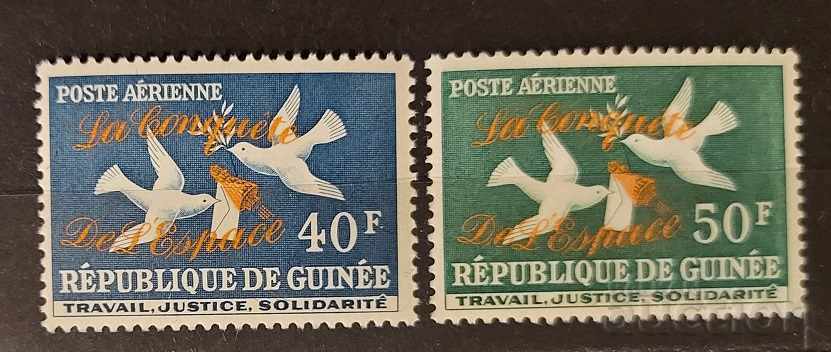 POSTE AÉRIENNE
La Conquête
De L'Espace
40F
RÉPUBLIQUE DE GUINÉE
TRAVAIL, JUSTICE, SOLIDARITÉ
POSTE AÉRIENNE
La Conquête
De L'Espace
50F
RÉPUBLIQUE DE GUINÉE
TRAVAIL, JUSTICE, SOLIDARITÉ